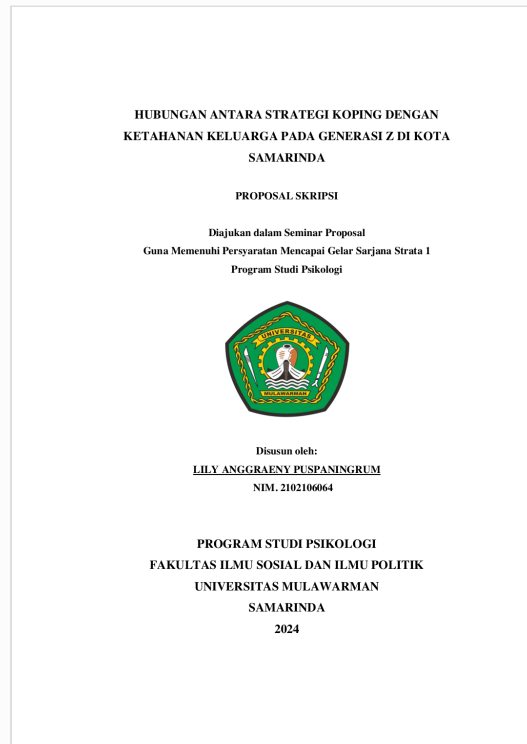 HUBUNGAN ANTARA STRATEGI KOPING DENGAN
KETAHANAN KELUARGA PADA GENERASI Z DI KOTA
SAMARINDA
PROPOSAL SKRIPSI
Diajukan dalam Seminar Proposal
Guna Memenuhi Persyaratan Mencapai Gelar Sarjana Strata 1
Program Studi Psikologi
UNIVERSITAS
MULAWARMAN
Disusun oleh:
LILY ANGGRAENY PUSPANINGRUM
NIM. 2102106064
PROGRAM STUDI PSIKOLOGI
FAKULTAS ILMU SOSIAL DAN ILMU POLITIK
UNIVERSITAS MULAWARMAN
SAMARINDA
2024